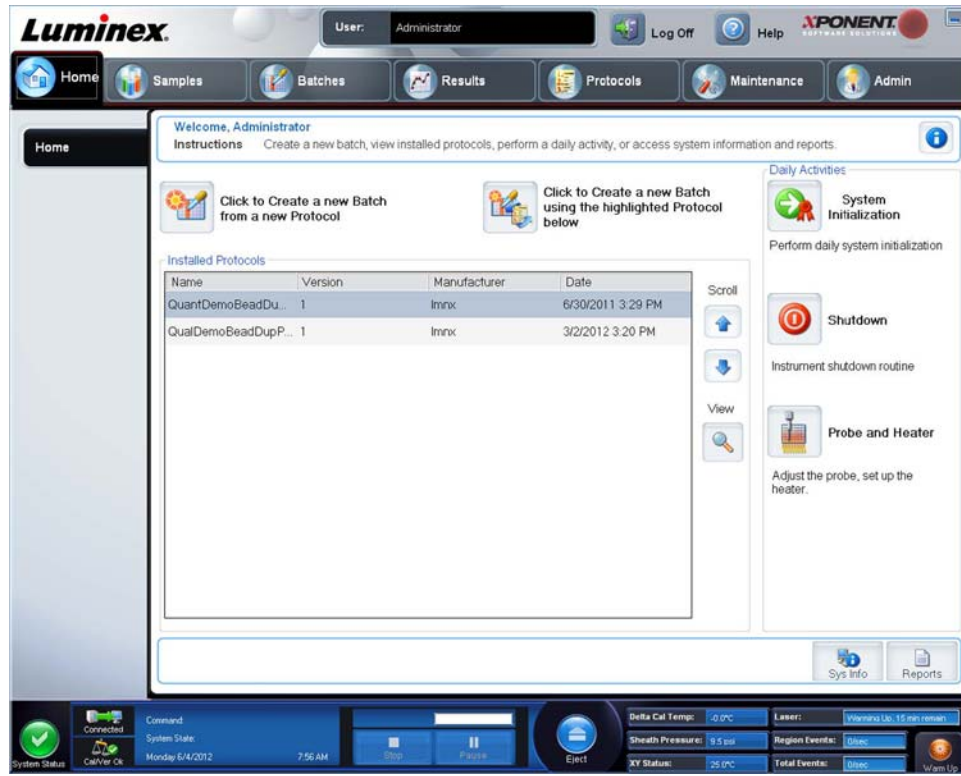 Luminex.
User: Administrator
Log Off
Help
XPONENT.
SOFTWARE SOLUTIONS
Home
Samples
Batches
Results
Protocols
Maintenance
Admin
Home
Welcome, Administrator
Instructions Create a new batch, view installed protocols, perform a daily activity, or access system information and reports.
Click to Create a new Batch
from a new Protocol
Click to Create a new Batch
using the highlighted Protocol
below
Installed Protocols
Name Version Manufacturer Date
QuantDemoBeadDu... 1 lmnx 6/30/2011 3:29 PM
QualDemoBeadDupP... 1 lmnx 3/2/2012 3:20 PM
Scroll
View
Daily Activities
System
Initialization
Perform daily system initialization
Shutdown
Instrument shutdown routine
Probe and Heater
Adjust the probe, set up the
heater.
Sys Info
Reports
System Status
Connected
Cal/Ver Ok
Command:
System State:
Monday 6/4/2012 7:56 AM
Stop
Pause
Eject
Delta Cal Temp: -0.0°C
Sheath Pressure: 9.5 psi
XY Status: 25.0°C
Laser: Warming Up, 15 min remain
Region Events: 0/sec
Total Events: 0/sec
Warm Up